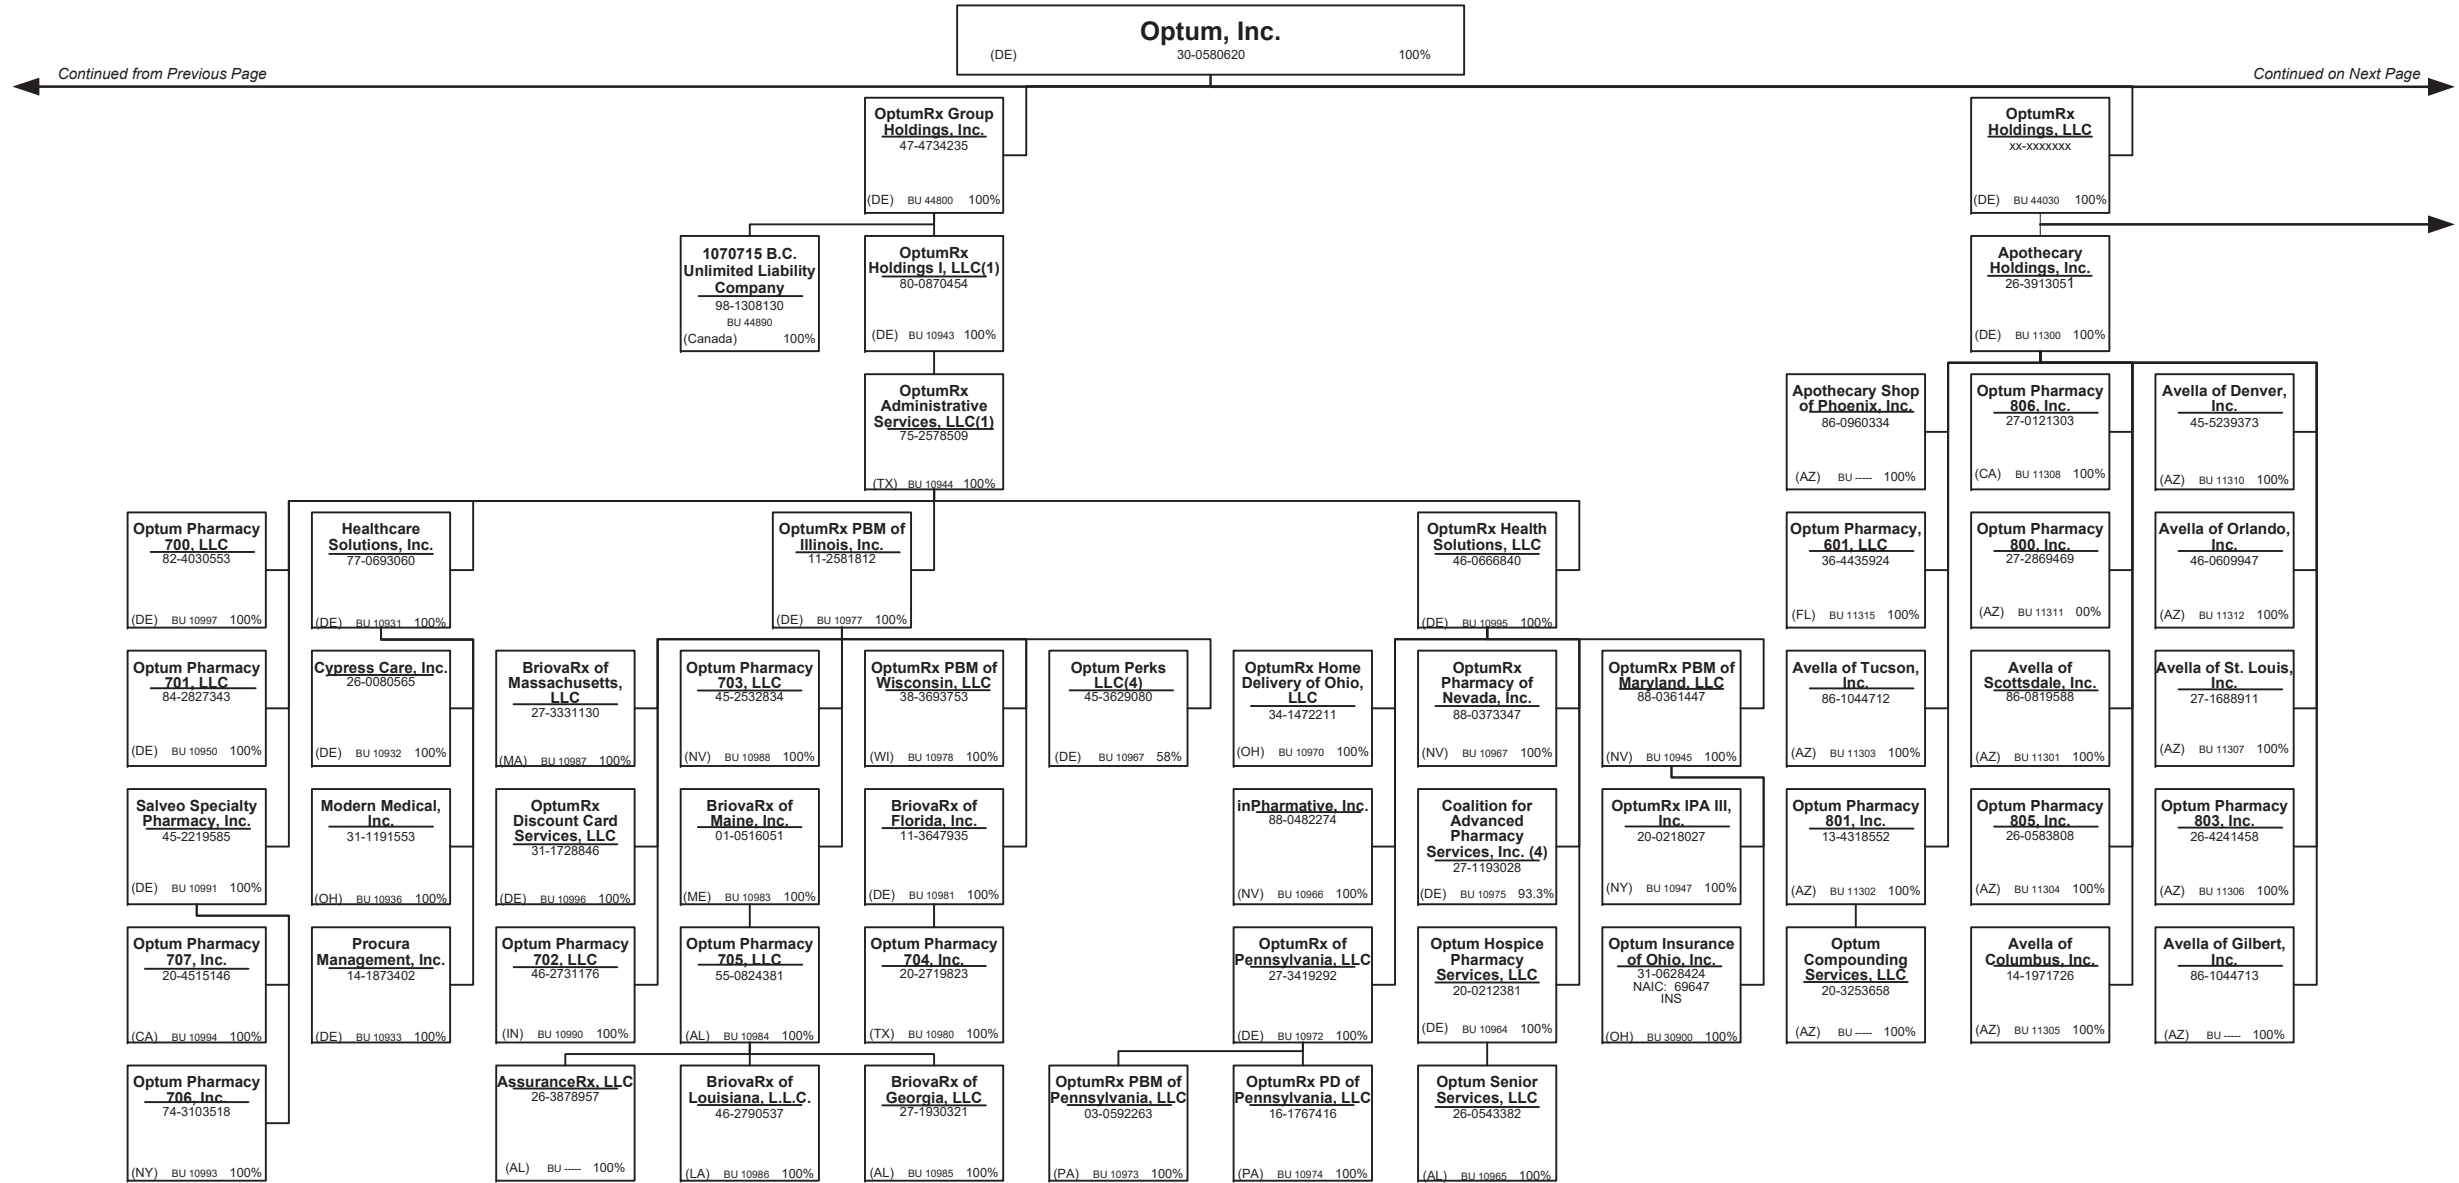 Optum, Inc.
(DE) 30-0580620 100%
Continued from Previous Page
Continued on Next Page
OptumRx Group
Holdings, Inc.
47-4734235
(DE) BU 44800 100%
OptumRx
Holdings, LLC
xx-xxxxxxx
(DE) BU 44030 100%
1070715 B.C.
Unlimited Liability
Company
98-1308130
BU 44890
(Canada) 100%
OptumRx
Holdings I, LLC(1)
80-0870454
(DE) BU 10943 100%
Apothecary
Holdings, Inc.
26-3913051
(DE) BU 11300 100%
OptumRx
Administrative
Services, LLC(1)
75-2578509
(TX) BU 10944 100%
Apothecary Shop
of Phoenix, Inc.
86-0960334
(AZ) BU ----- 100%
Optum Pharmacy
806, Inc.
27-0121303
(CA) BU 11308 100%
Avella of Denver,
Inc.
45-5239373
(AZ) BU 11310 100%
Optum Pharmacy
700, LLC
82-4030553
(DE) BU 10997 100%
Healthcare
Solutions, Inc.
77-0693060
(DE) BU 10931 100%
OptumRx PBM of
Illinois, Inc.
11-2581812
(DE) BU 10977 100%
OptumRx Health
Solutions, LLC
46-0666840
(DE) BU 10995 100%
Optum Pharmacy,
601, LLC
36-4435924
(FL) BU 11315 100%
Optum Pharmacy
800, Inc.
27-2869469
(AZ) BU 11311 00%
Avella of Orlando,
Inc.
46-0609947
(AZ) BU 11312 100%
Optum Pharmacy
701, LLC
84-2827343
(DE) BU 10950 100%
Cypress Care, Inc.
26-0080565
(DE) BU 10932 100%
BriovaRx of
Massachusetts,
LLC
27-3331130
(MA) BU 10987 100%
Optum Pharmacy
703, LLC
45-2532834
(NV) BU 10988 100%
OptumRx PBM of
Wisconsin, LLC
38-3693753
(WI) BU 10978 100%
Optum Perks
LLC(4)
45-3629080
(DE) BU 10967 58%
OptumRx Home
Delivery of Ohio,
LLC
34-1472211
(OH) BU 10970 100%
OptumRx
Pharmacy of
Nevada, Inc.
88-0373347
(NV) BU 10967 100%
OptumRx PBM of
Maryland, LLC
88-0361447
(NV) BU 10945 100%
Avella of Tucson,
Inc.
86-1044712
(AZ) BU 11303 100%
Avella of
Scottsdale, Inc.
86-0819588
(AZ) BU 11301 100%
Avella of St. Louis,
Inc.
27-1688911
(AZ) BU 11307 100%
Salveo Specialty
Pharmacy, Inc.
45-2219585
(DE) BU 10991 100%
Modern Medical,
Inc.
31-1191553
(OH) BU 10936 100%
OptumRx
Discount Card
Services, LLC
31-1728846
(DE) BU 10996 100%
BriovaRx of
Maine, Inc.
01-0516051
(ME) BU 10983 100%
BriovaRx of
Florida, Inc.
11-3647935
(DE) BU 10981 100%
inPharmative, Inc.
88-0482274
(NV) BU 10966 100%
Coalition for
Advanced
Pharmacy
Services, Inc. (4)
27-1193028
(DE) BU 10975 93.3%
OptumRx IPA III,
Inc.
20-0218027
(NY) BU 10947 100%
Optum Pharmacy
801, Inc.
13-4318552
(AZ) BU 11302 100%
Optum Pharmacy
805, Inc.
26-0583808
(AZ) BU 11304 100%
Optum Pharmacy
803, Inc.
26-4241458
(AZ) BU 11306 100%
Optum Pharmacy
707, Inc.
20-4515146
(CA) BU 10994 100%
Procura
Management, Inc.
14-1873402
(DE) BU 10933 100%
Optum Pharmacy
702, LLC
46-2731176
(IN) BU 10990 100%
Optum Pharmacy
705, LLC
55-0824381
(AL) BU 10984 100%
Optum Pharmacy
704, Inc.
20-2719823
(TX) BU 10980 100%
OptumRx of
Pennsylvania, LLC
27-3419292
(DE) BU 10972 100%
Optum Hospice
Pharmacy
Services, LLC
20-0212381
(DE) BU 10964 100%
Optum Insurance
of Ohio, Inc.
31-0628424
NAIC: 69647
INS
(OH) BU 30900 100%
Optum
Compounding
Services, LLC
20-3253658
(AZ) BU ----- 100%
Avella of
Columbus, Inc.
14-1971726
(AZ) BU 11305 100%
Avella of Gilbert,
Inc.
86-1044713
(AZ) BU ----- 100%
Optum Pharmacy
706, Inc.
74-3103518
(NY) BU 10993 100%
AssuranceRx, LLC
26-3878957
(AL) BU ----- 100%
BriovaRx of
Louisiana, L.L.C.
46-2790537
(LA) BU 10986 100%
BriovaRx of
Georgia, LLC
27-1930321
(AL) BU 10985 100%
OptumRx PBM of
Pennsylvania, LLC
03-0592263
(PA) BU 10973 100%
OptumRx PD of
Pennsylvania, LLC
16-1767416
(PA) BU 10974 100%
Optum Senior
Services, LLC
26-0543382
(AL) BU 10965 100%